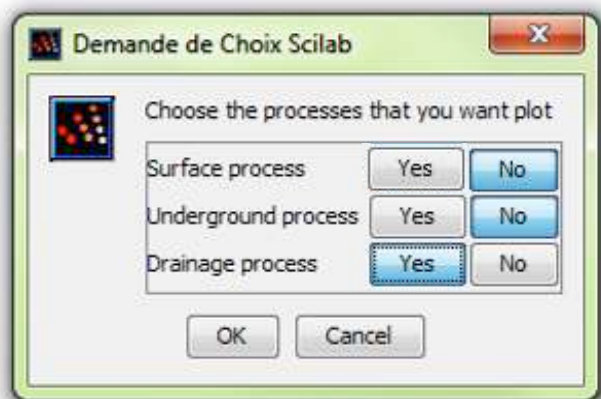 Demande de Choix Scilab
Choose the processes that you want plot
Surface process Yes No
Underground process Yes No
Drainage process Yes No
OK Cancel